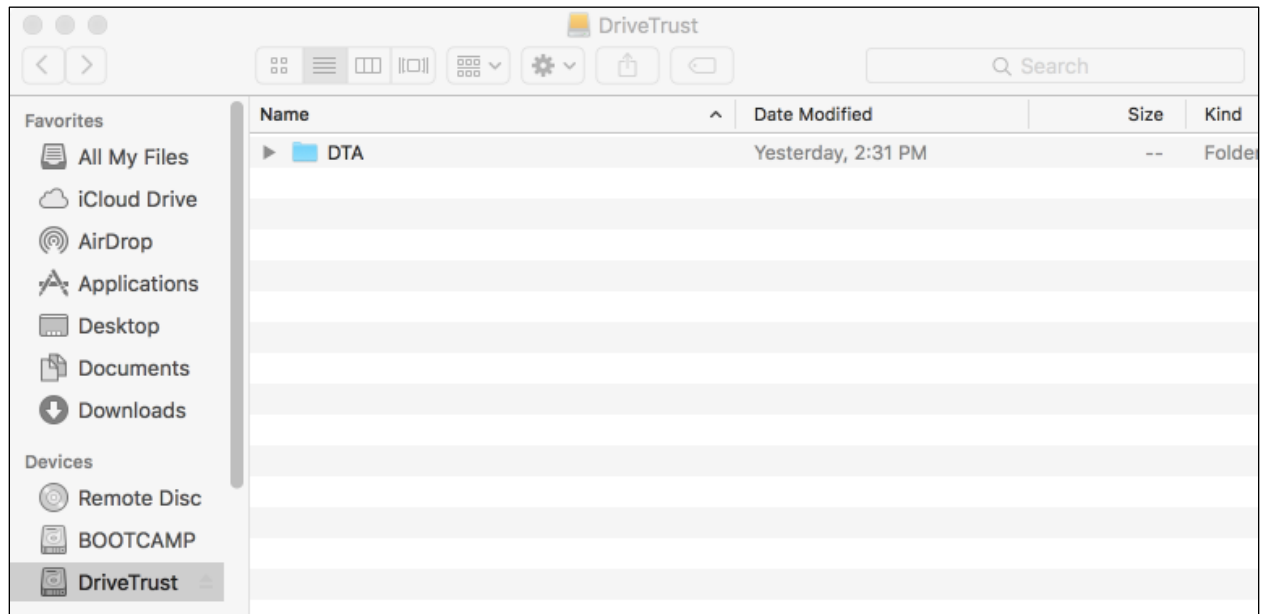 DriveTrust
Search
Favorites
All My Files
iCloud Drive
AirDrop
Applications
Desktop
Documents
Downloads
Devices
Remote Disc
BOOTCAMP
DriveTrust
Name Date Modified Size Kind
DTA Yesterday, 2:31 PM -- Folder